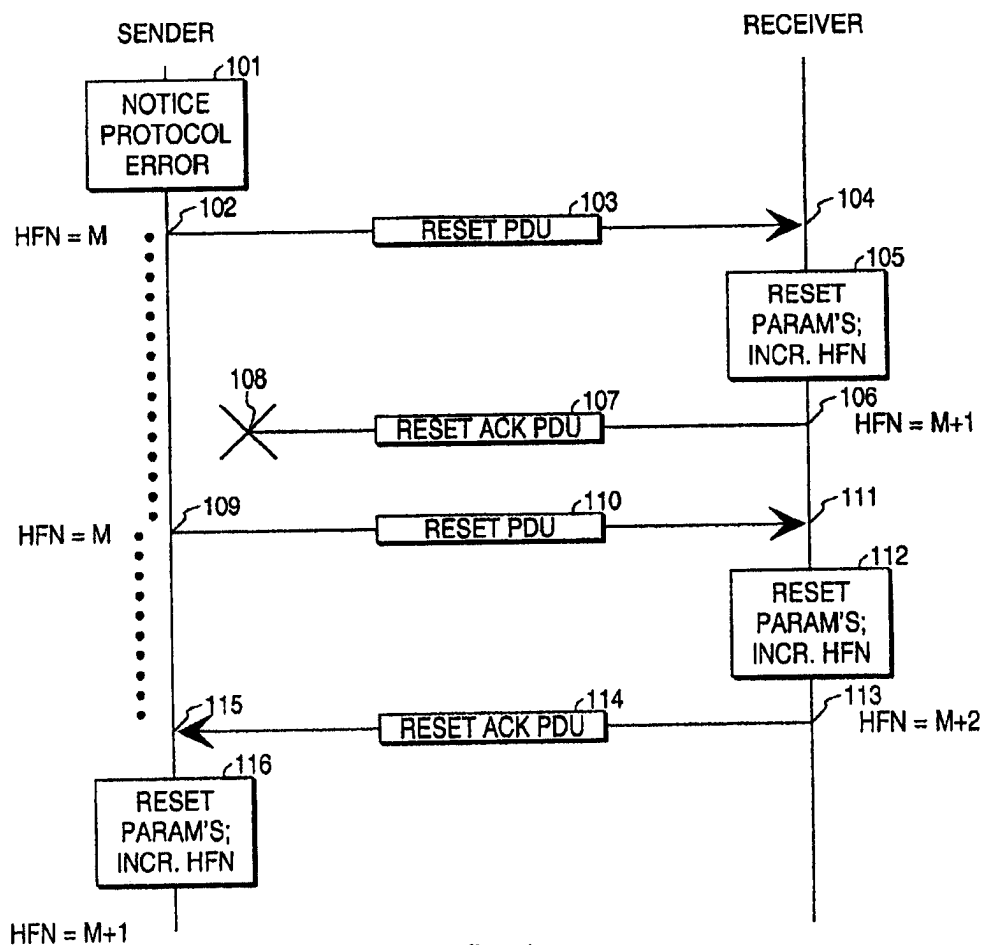 SENDER
RECEIVER
101
NOTICE
PROTOCOL
ERROR
102
103
104
HFN = M
RESET PDU
105
RESET
PARAM'S;
INCR. HFN
108
107
106
RESET ACK PDU
HFN = M+1
109
110
111
HFN = M
RESET PDU
112
RESET
PARAM'S;
INCR. HFN
115
114
113
RESET ACK PDU
HFN = M+2
116
RESET
PARAM'S;
INCR. HFN
HFN = M+1